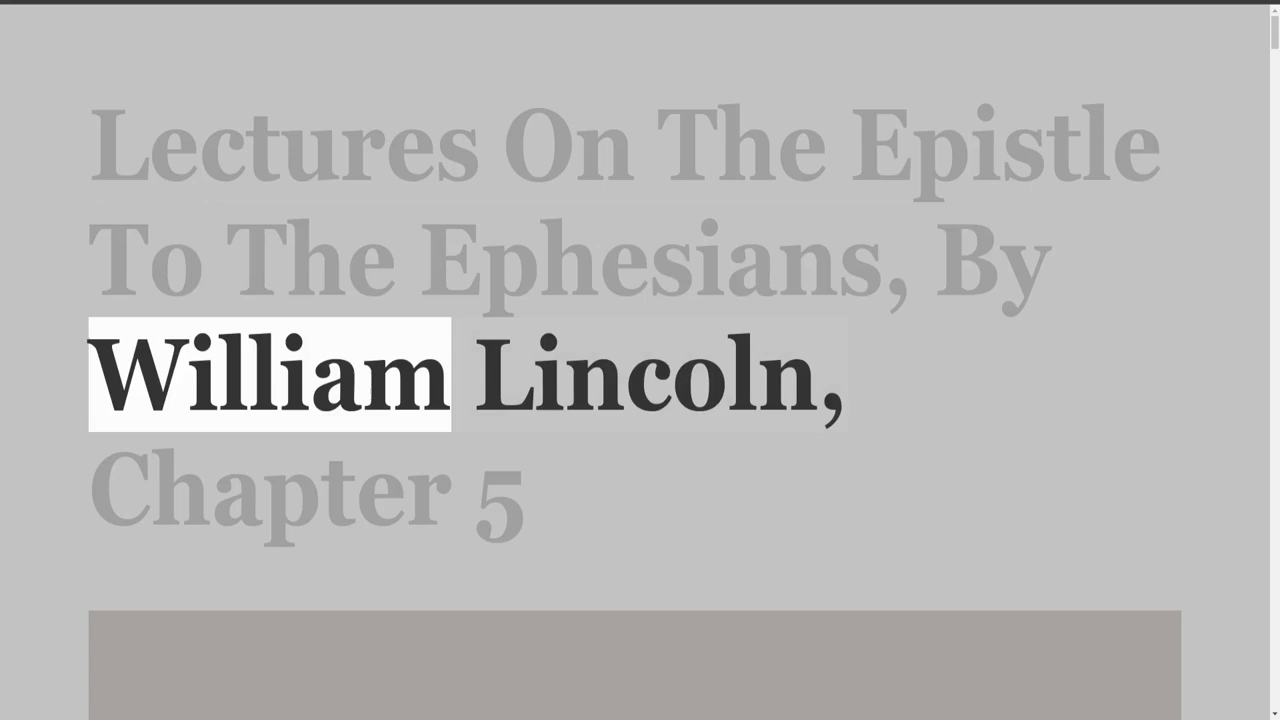 Lectures On The Epistle
To The Ephesians, By
William Lincoln,
Chapter 5